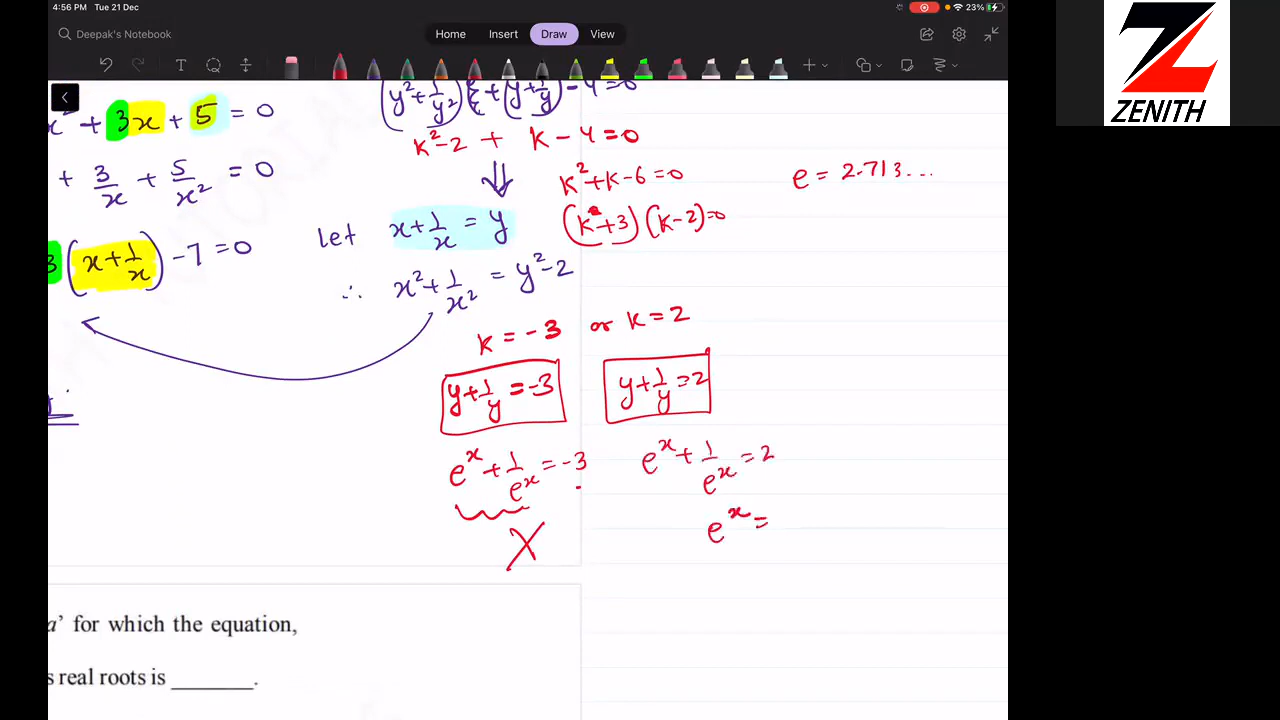 4:56 PM Tue 21 Dec
23%
Deepak's Notebook
Home Insert Draw View
ZENITH
(y²+1/y²) + (y+1/y) - 4=0
x² + 3x + 5 = 0
k²-2 + k-4=0
+ 3/x + 5/x² = 0
k²+k-6=0
e = 2.713...
(k+3)(k-2)=0
let x+1/x = y
3(x+1/x) -7=0
∴ x²+1/x² = y²-2
k = -3 or k=2
y+1/y = -3
y+1/y =2
e^x+1/e^x = -3
e^x+1/e^x = 2
X
e^x =
a' for which the equation,
s real roots is _______.